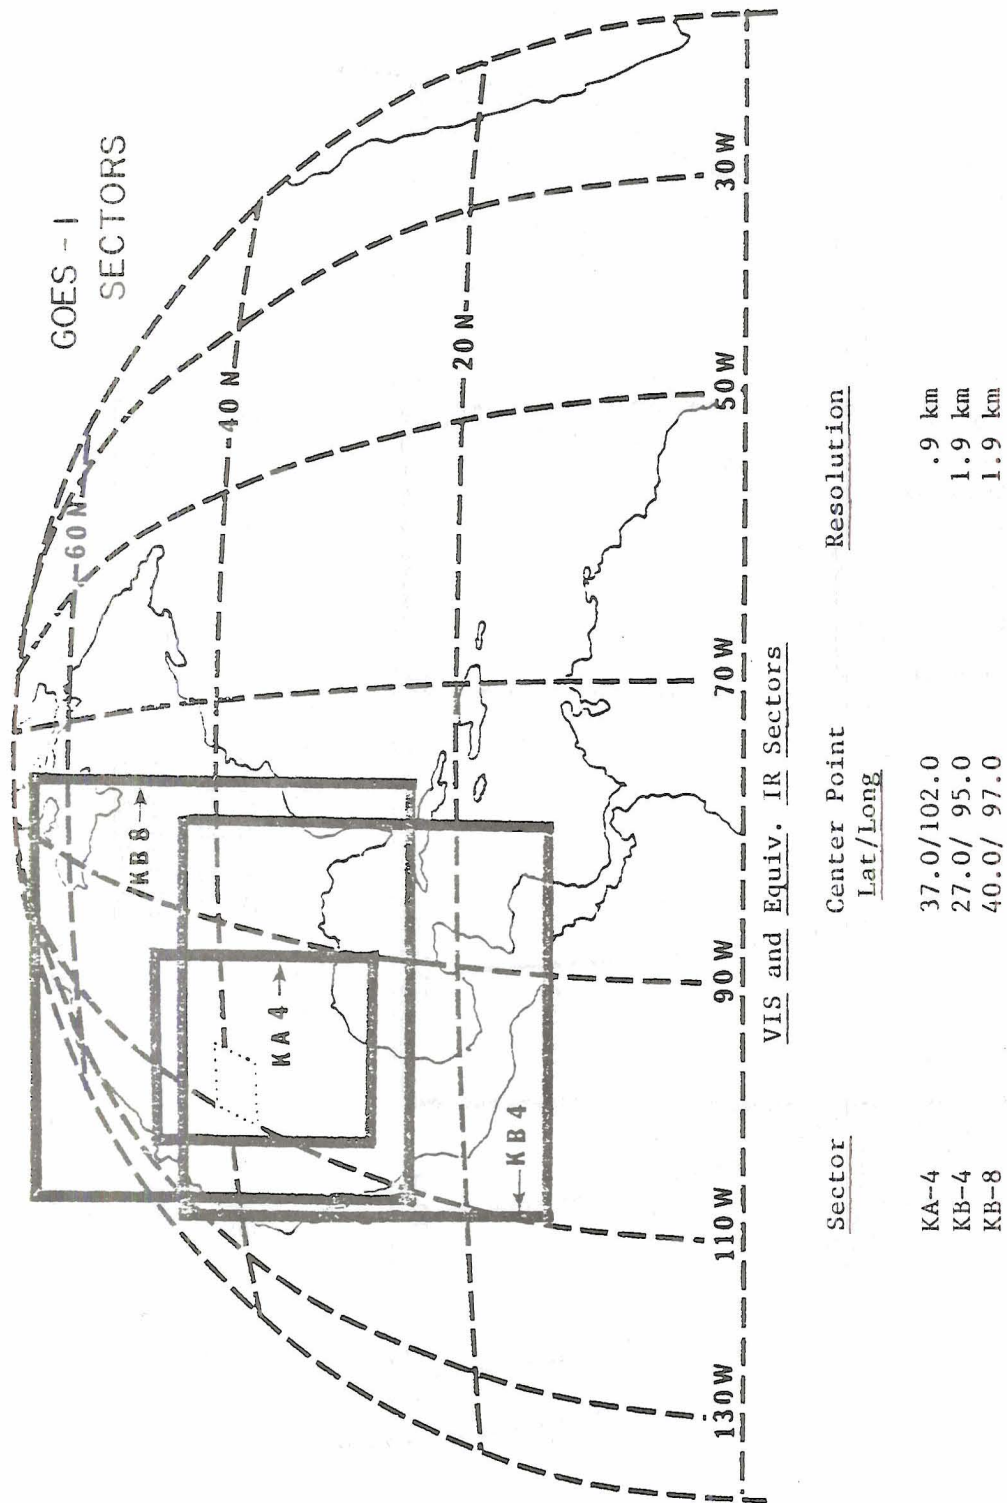 GOES-1
SECTORS
60N
40N
20N
KB8
KA4
KB4
130W
110W
90W
70W
50W
30W
VIS and Equiv. IR Sectors
Sector Center Point Lat/Long Resolution
KA-4 37.0/102.0 .9 km
KB-4 27.0/ 95.0 1.9 km
KB-8 40.0/ 97.0 1.9 km